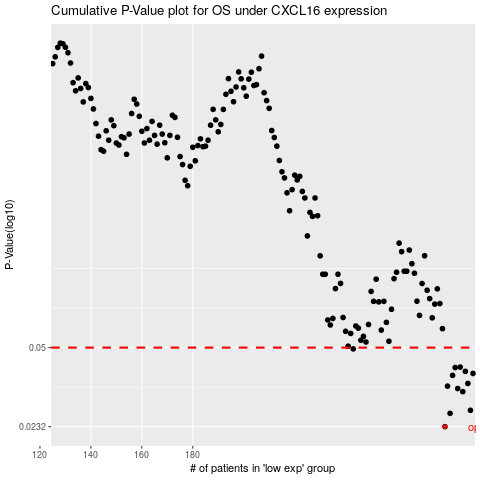 Cumulative P-Value plot for OS under CXCL16 expression
P-Value(log10)
0.05
0.0232
op
120 140 160 180
# of patients in 'low exp' group